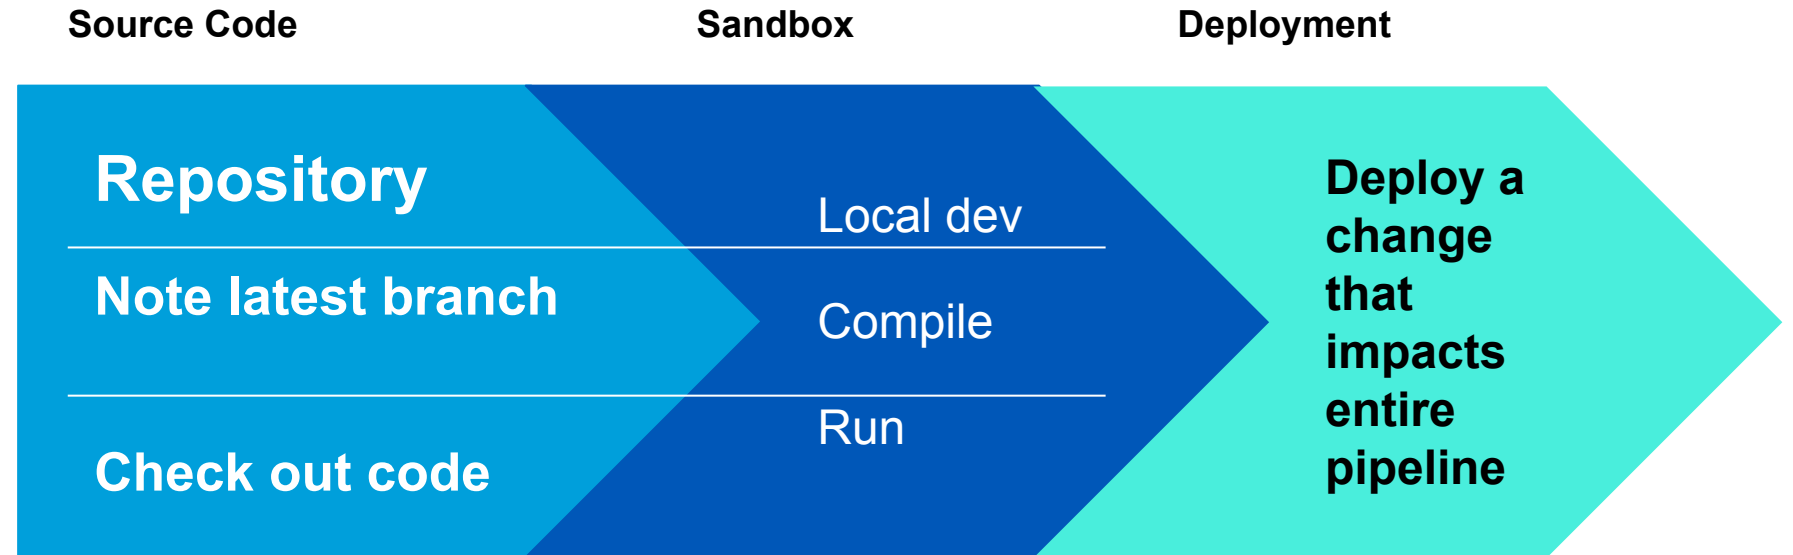 Source Code
Sandbox
Deployment
Repository
Note latest branch
Check out code
Local dev
Compile
Run
Deploy a
change
that
impacts
entire
pipeline